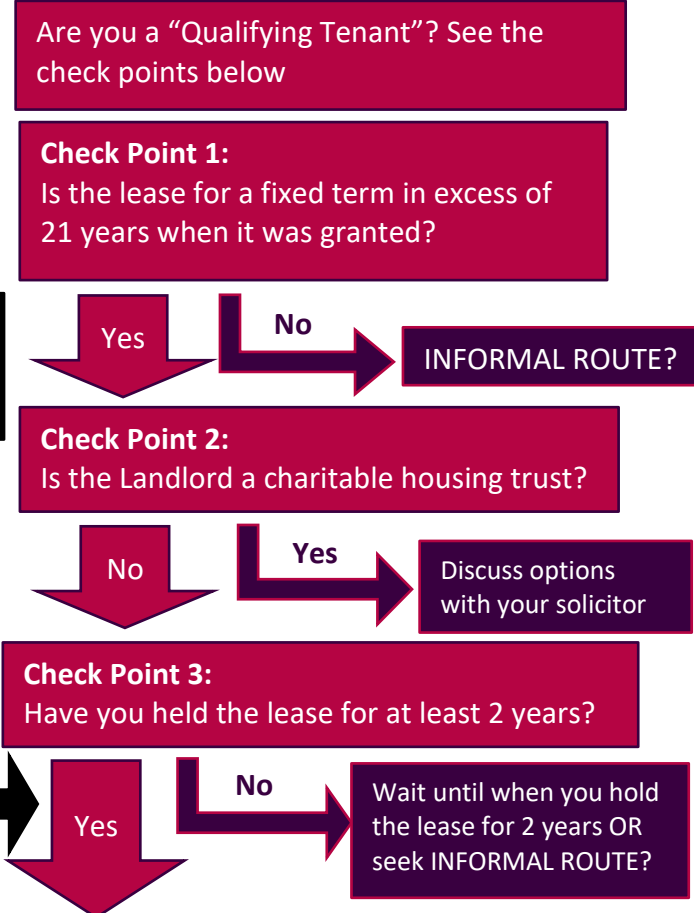 Are you a “Qualifying Tenant”? See the
check points below
Check Point 1:
Is the lease for a fixed term in excess of
21 years when it was granted?
Yes
No
INFORMAL ROUTE?
Check Point 2:
Is the Landlord a charitable housing trust?
No
Yes
Discuss options
with your solicitor
Check Point 3:
Have you held the lease for at least 2 years?
Yes
No
Wait until when you hold
the lease for 2 years OR
seek INFORMAL ROUTE?